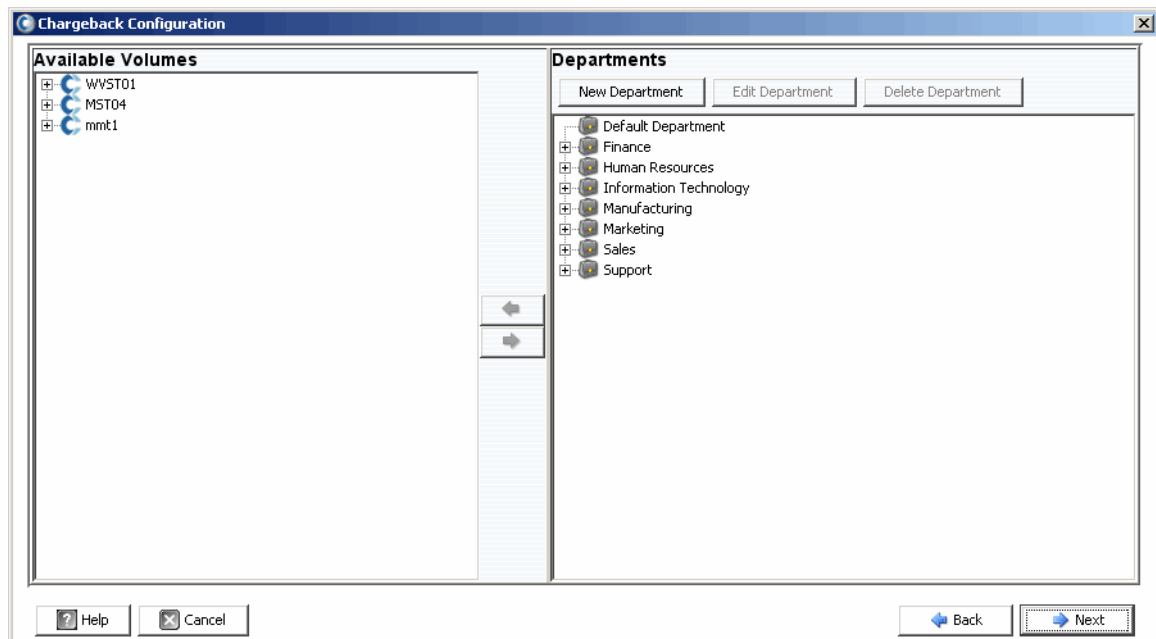 Chargeback Configuration
Available Volumes
WVST01
MST04
mmt1
Departments
New Department Edit Department Delete Department
Default Department
Finance
Human Resources
Information Technology
Manufacturing
Marketing
Sales
Support
Help Cancel Back Next